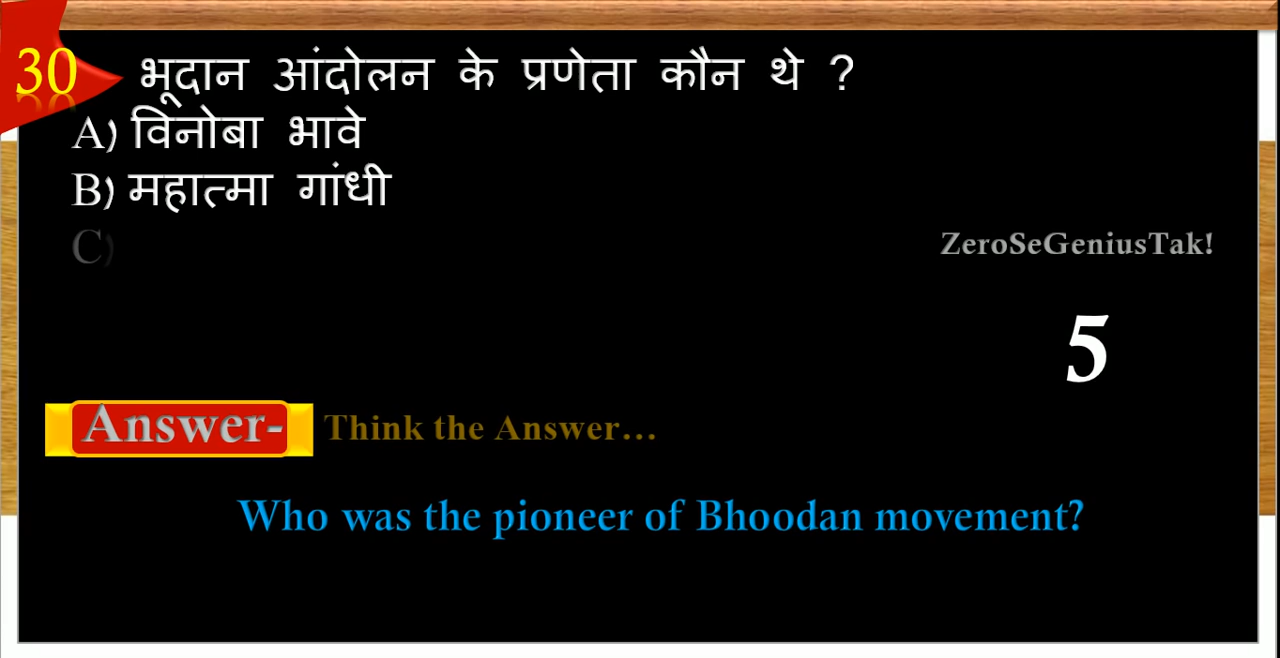 30 भूदान आंदोलन के प्रणेता कौन थे ?
A) विनोबा भावे
B) महात्मा गांधी
C)
ZeroSeGeniusTak!
5
Answer- Think the Answer...
Who was the pioneer of Bhoodan movement?